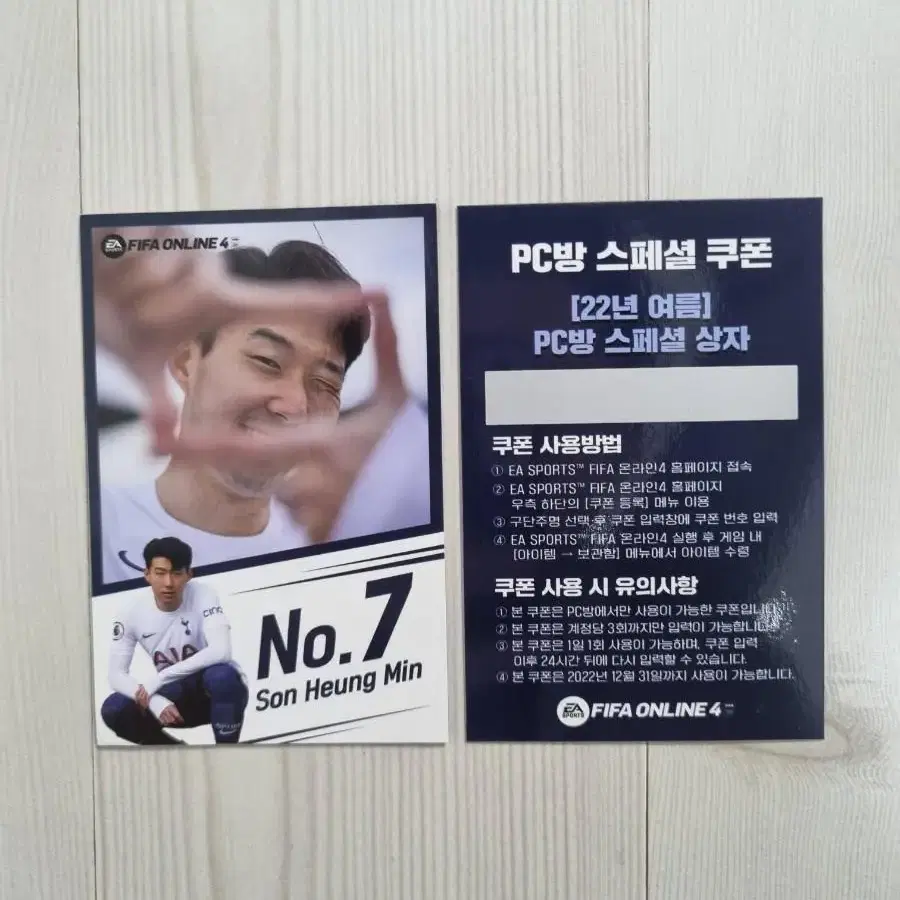 EA SPORTS FIFA ONLINE 4
cinch
AIA
No.7
Son Heung Min
PC방 스페셜 쿠폰
[22년 여름]
PC방 스페셜 상자
쿠폰 사용방법
① EA SPORTS™ FIFA 온라인4 홈페이지 접속
② EA SPORTS™ FIFA 온라인4 홈페이지
우측 하단의 [쿠폰 등록] 메뉴 이용
③ 구단주명 선택 후 쿠폰 입력창에 쿠폰 번호 입력
④ EA SPORTS™ FIFA 온라인4 실행 후 게임 내
[아이템 → 보관함] 메뉴에서 아이템 수령
쿠폰 사용 시 유의사항
① 본 쿠폰은 PC방에서만 사용이 가능한 쿠폰입니다.
② 본 쿠폰은 계정당 3회까지만 입력이 가능합니다.
③ 본 쿠폰은 1일 1회 사용이 가능하며, 쿠폰 입력
이후 24시간 뒤에 다시 입력할 수 있습니다.
④ 본 쿠폰은 2022년 12월 31일까지 사용이 가능합니다.
EA SPORTS FIFA ONLINE 4